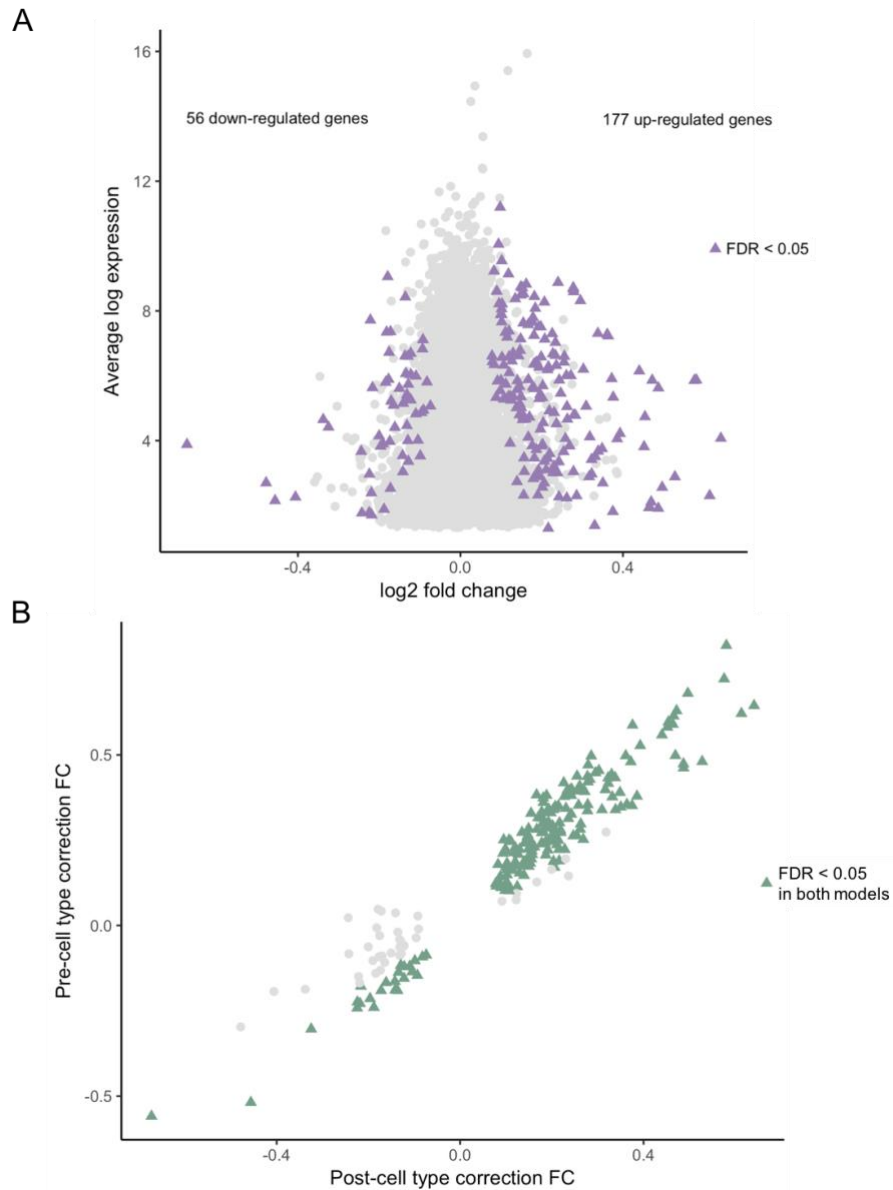 A
16
12
8
4
Average log expression
56 down-regulated genes
177 up-regulated genes
FDR < 0.05
-0.4
0.0
0.4
log2 fold change
B
0.5
0.0
-0.5
Pre-cell type correction FC
FDR < 0.05
in both models
-0.4
0.0
0.4
Post-cell type correction FC